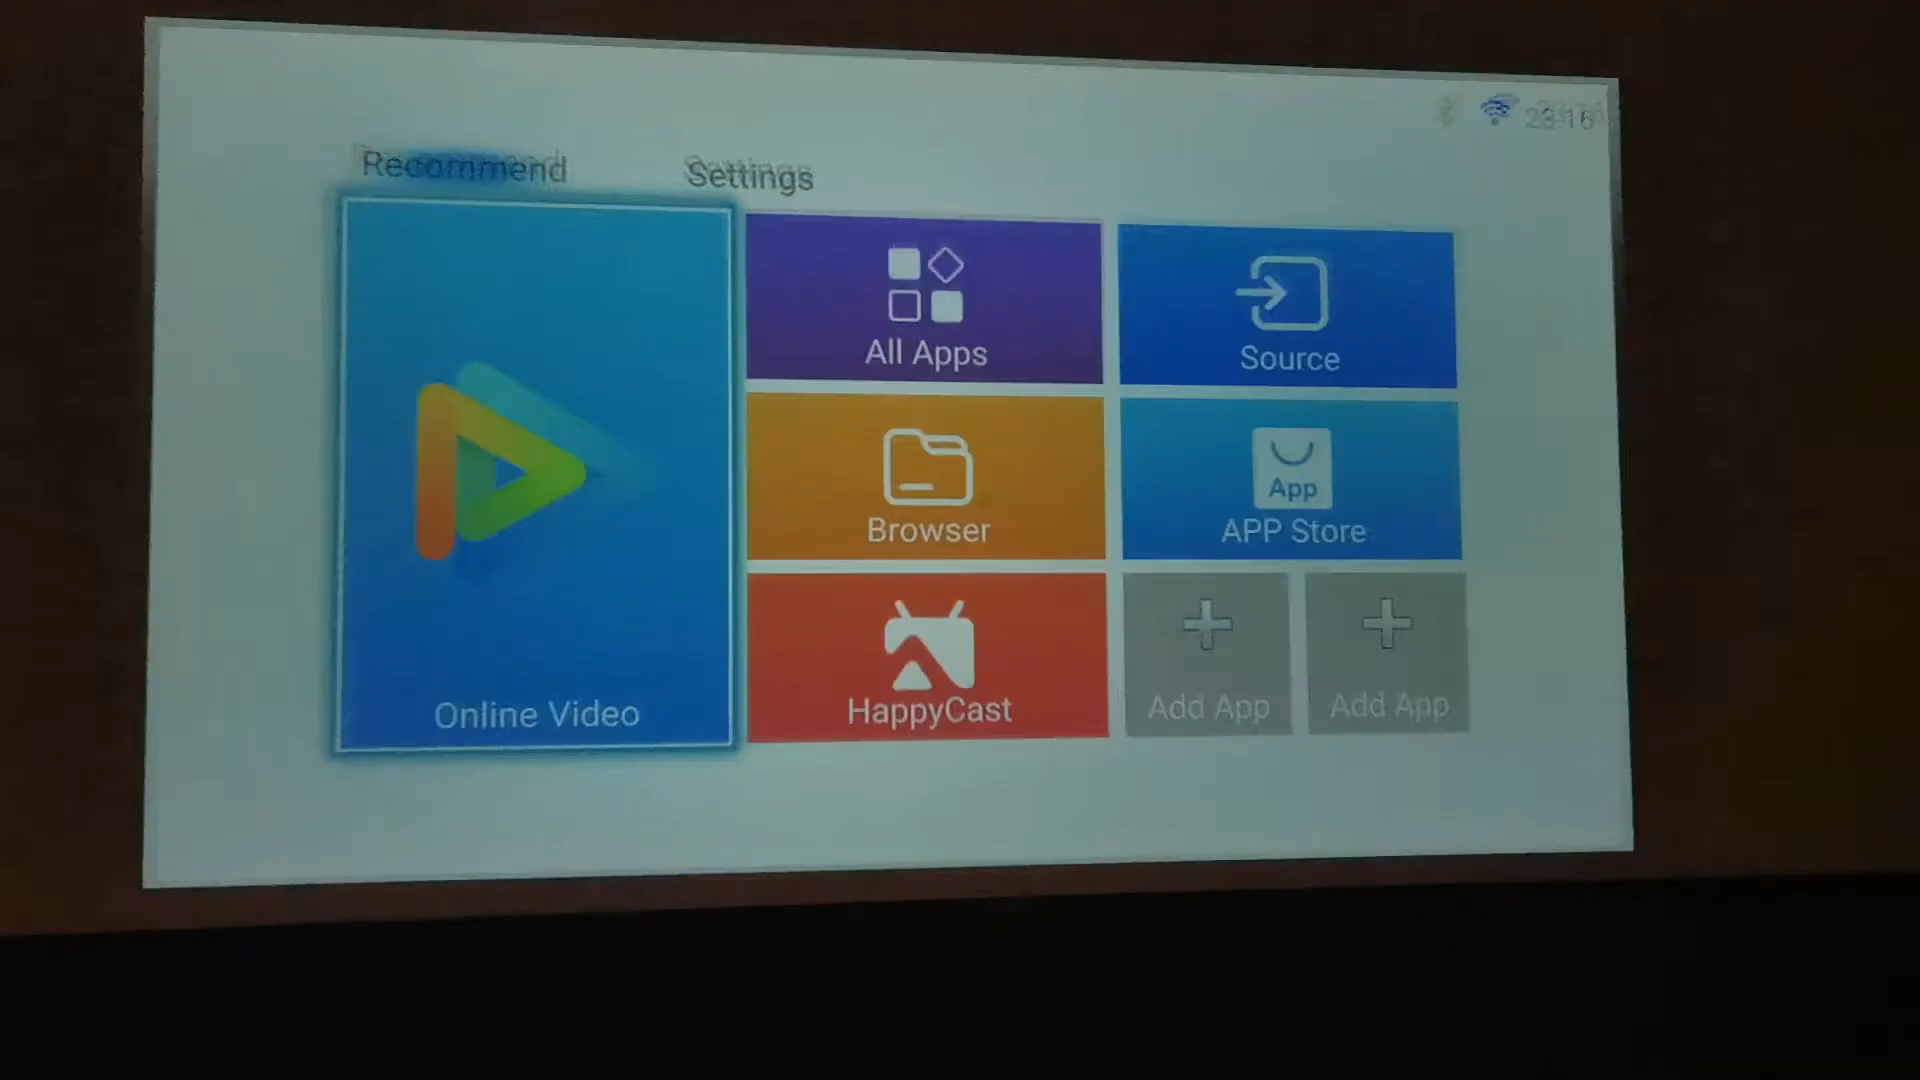 Recommend
Settings
All Apps
Source
Browser
App
APP Store
Online Video
HappyCast
Add App
Add App